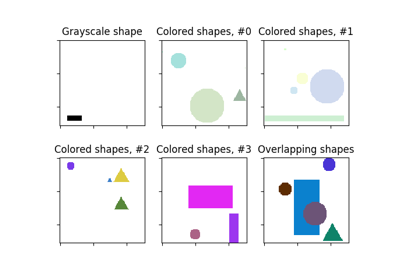 Grayscale shape
Colored shapes, #0
Colored shapes, #1
Colored shapes, #2
Colored shapes, #3
Overlapping shapes